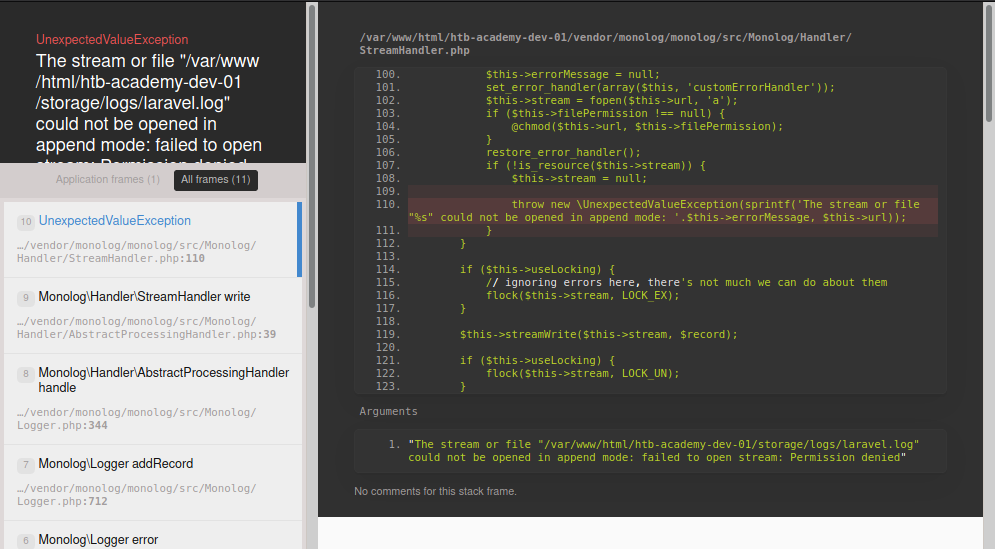 UnexpectedValueException
The stream or file "/var/www
/html/htb-academy-dev-01
/storage/logs/laravel.log"
could not be opened in
append mode: failed to open
stream: Permission denied
Application frames (1)
All frames (11)
10
UnexpectedValueException
…/vendor/monolog/monolog/src/Monolog/
Handler/StreamHandler.php:110
9
Monolog\Handler\StreamHandler write
…/vendor/monolog/monolog/src/Monolog/
Handler/AbstractProcessingHandler.php:39
8
Monolog\Handler\AbstractProcessingHandler
handle
…/vendor/monolog/monolog/src/Monolog/
Logger.php:344
7
Monolog\Logger addRecord
…/vendor/monolog/monolog/src/Monolog/
Logger.php:712
6
Monolog\Logger error
/var/www/html/htb-academy-dev-01/vendor/monolog/monolog/src/Monolog/Handler/
StreamHandler.php
100. $this->errorMessage = null;
101. set_error_handler(array($this, 'customErrorHandler'));
102. $this->stream = fopen($this->url, 'a');
103. if ($this->filePermission !== null) {
104. @chmod($this->url, $this->filePermission);
105. }
106. restore_error_handler();
107. if (!is_resource($this->stream)) {
108. $this->stream = null;
109.
110. throw new \UnexpectedValueException(sprintf('The stream or file
"%s" could not be opened in append mode: '.$this->errorMessage, $this->url));
111. }
112. }
113.
114. if ($this->useLocking) {
115. // ignoring errors here, there's not much we can do about them
116. flock($this->stream, LOCK_EX);
117. }
118.
119. $this->streamWrite($this->stream, $record);
120.
121. if ($this->useLocking) {
122. flock($this->stream, LOCK_UN);
123. }
Arguments
1. "The stream or file "/var/www/html/htb-academy-dev-01/storage/logs/laravel.log"
could not be opened in append mode: failed to open stream: Permission denied"
No comments for this stack frame.